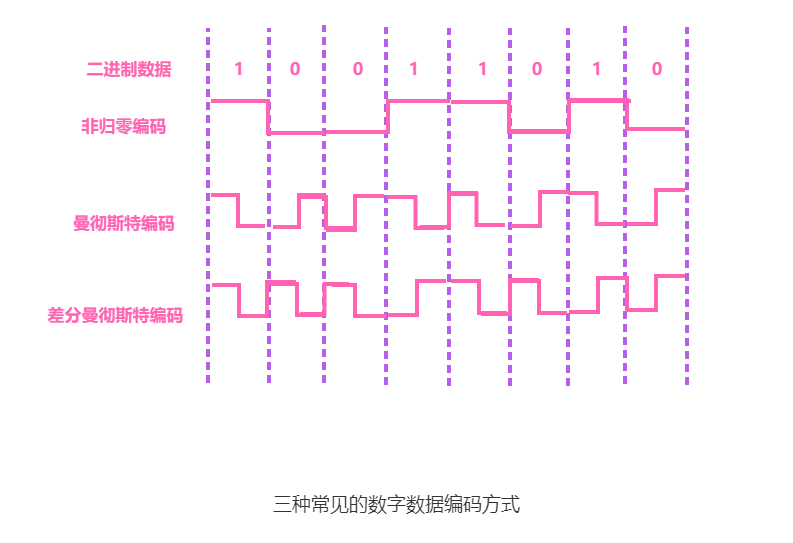 二进制数据 1 0 0 1 1 0 1 0
非归零编码
曼彻斯特编码
差分曼彻斯特编码
三种常见的数字数据编码方式